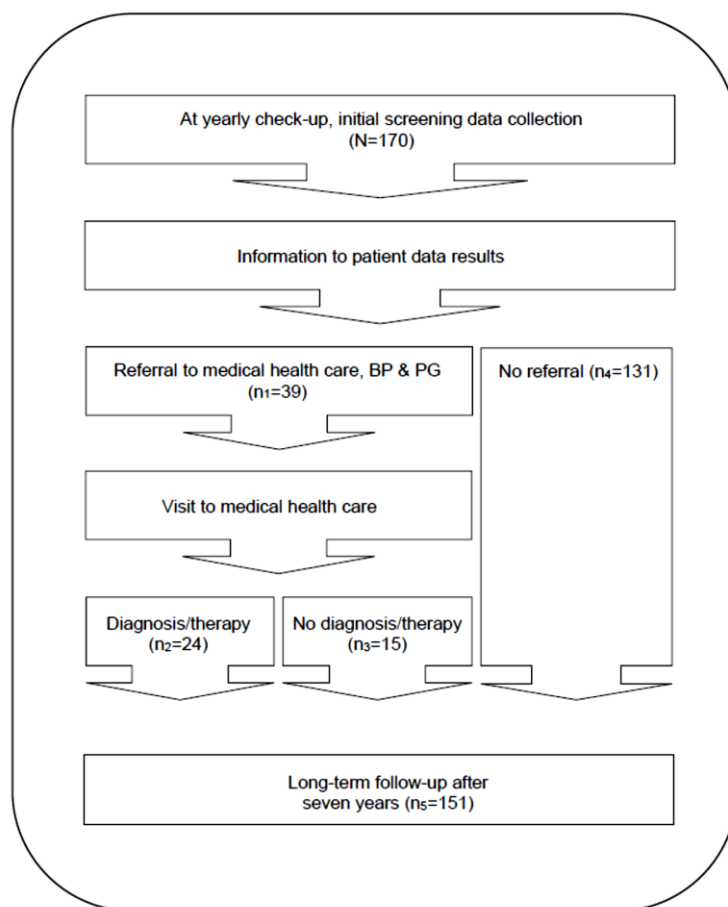 At yearly check-up, initial screening data collection
(N=170)
Information to patient data results
Referral to medical health care, BP & PG
(n₁=39)
No referral (n₄=131)
Visit to medical health care
Diagnosis/therapy
(n₂=24)
No diagnosis/therapy
(n₃=15)
Long-term follow-up after
seven years (n₅=151)